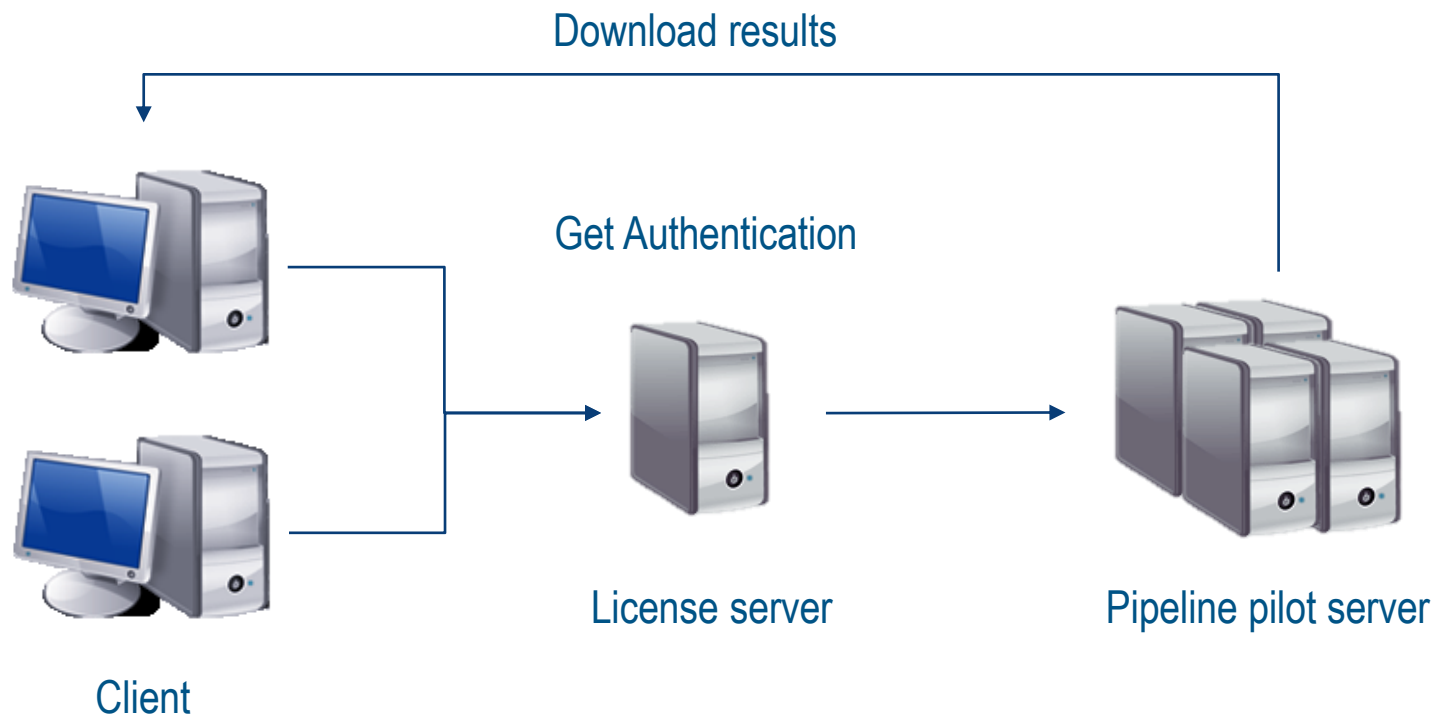 Download results
Get Authentication
License server
Pipeline pilot server
Client